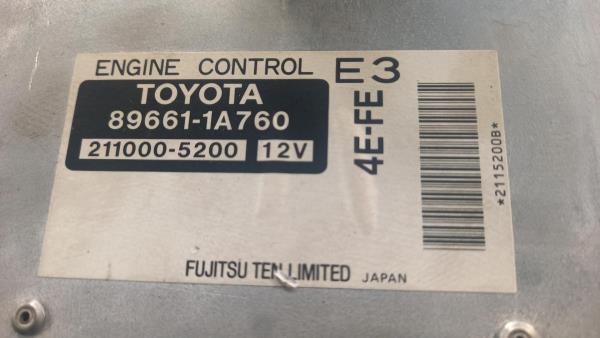 ENGINE CONTROL E3
TOYOTA
89661-1A760
211000-5200 12V
4E-FE
*2115200B*
FUJITSU TEN LIMITED JAPAN